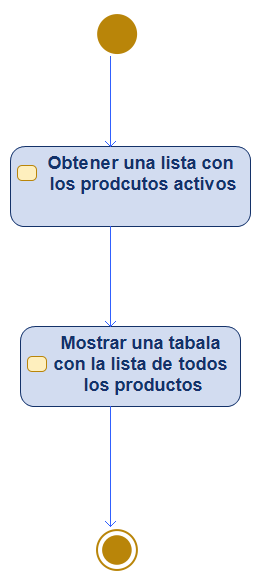 Obtener una lista con
los prodcutos activos
Mostrar una tabala
con la lista de todos
los productos